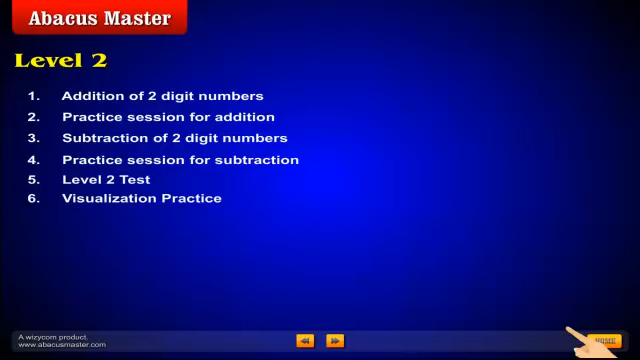 Abacus Master
Level 2
1. Addition of 2 digit numbers
2. Practice session for addition
3. Subtraction of 2 digit numbers
4. Practice session for subtraction
5. Level 2 Test
6. Visualization Practice
A wizycom product.
www.abacusmaster.com
HOME